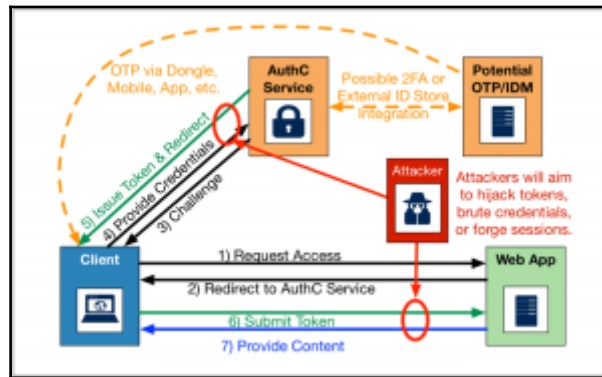 OTP via Dongle,
Mobile, App, etc.
AuthC
Service
Possible 2FA or
External ID Store
Integration
Potential
OTP/IDM
5) Issue Token & Redirect
4) Provide Credentials
3) Challenge
Attacker
Attackers will aim
to hijack tokens,
brute credentials,
or forge sessions.
Client
1) Request Access
2) Redirect to AuthC Service
Web App
6) Submit Token
7) Provide Content